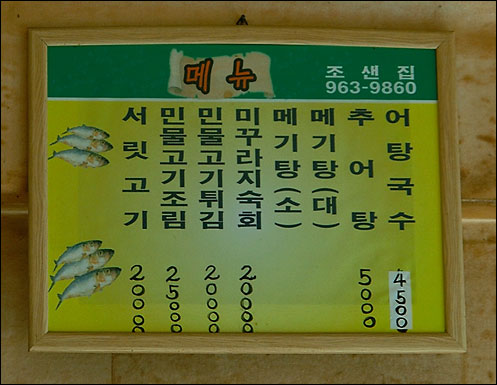 메뉴
조샌집
963-9860
어탕국수 4500
추어탕 5000
메기탕(대)
메기탕(소)
미꾸라지숙회 20000
민물고기튀김 20000
민물고기조림 25000
서릿고기 20000